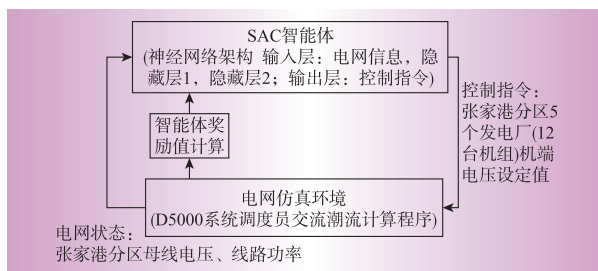 SAC智能体
(神经网络架构 输入层：电网信息，隐
藏层1，隐藏层2；输出层：控制指令)
智能体奖
励值计算
控制指令：
张家港分区5
个发电厂(12
台机组)机端
电压设定值
电网仿真环境
(D5000系统调度员交流潮流计算程序)
电网状态：
张家港分区母线电压、线路功率